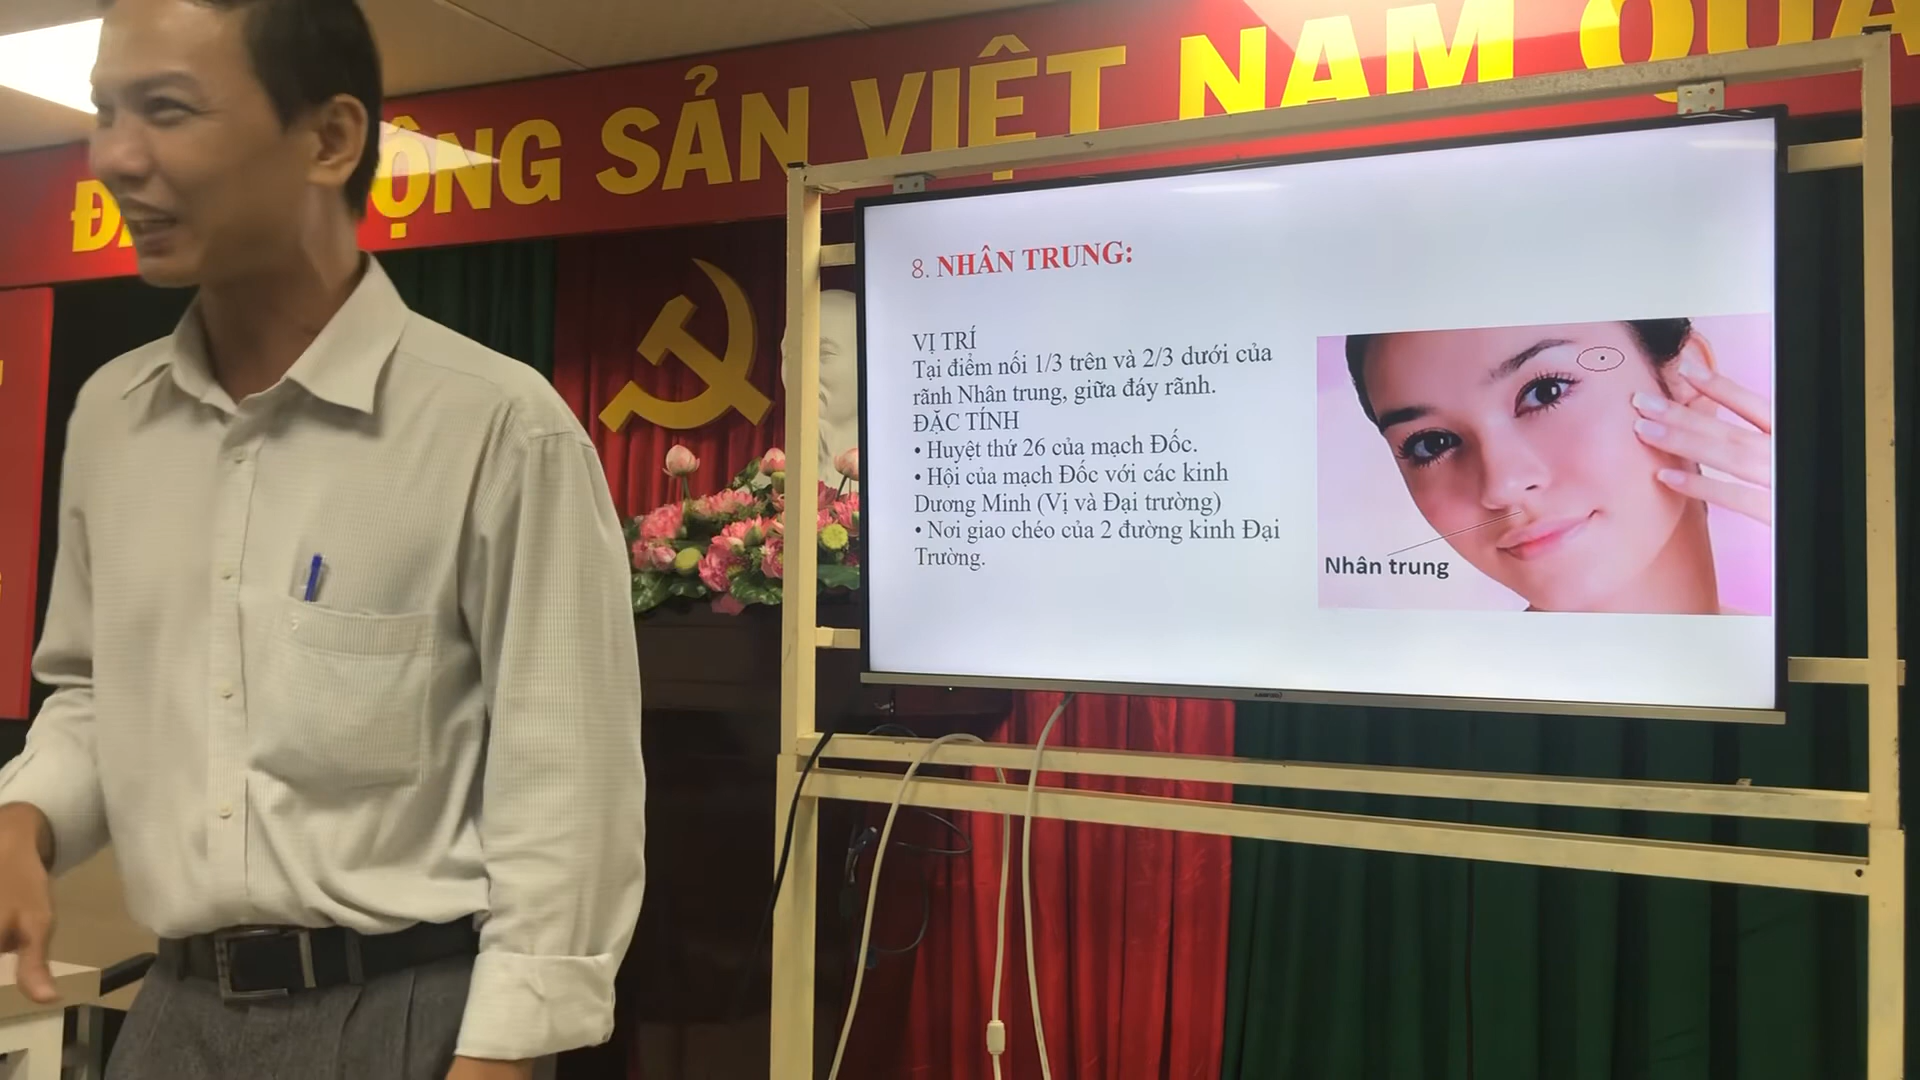 ỘNG SẢN VIỆT NAM
8. NHÂN TRUNG:
VỊ TRÍ
Tại điểm nối 1/3 trên và 2/3 dưới của
rãnh Nhân trung, giữa đáy rãnh.
ĐẶC TÍNH
• Huyệt thứ 26 của mạch Đốc.
• Hội của mạch Đốc với các kinh
Dương Minh (Vị và Đại trường)
• Nơi giao chéo của 2 đường kinh Đại
Trường.
Nhân trung